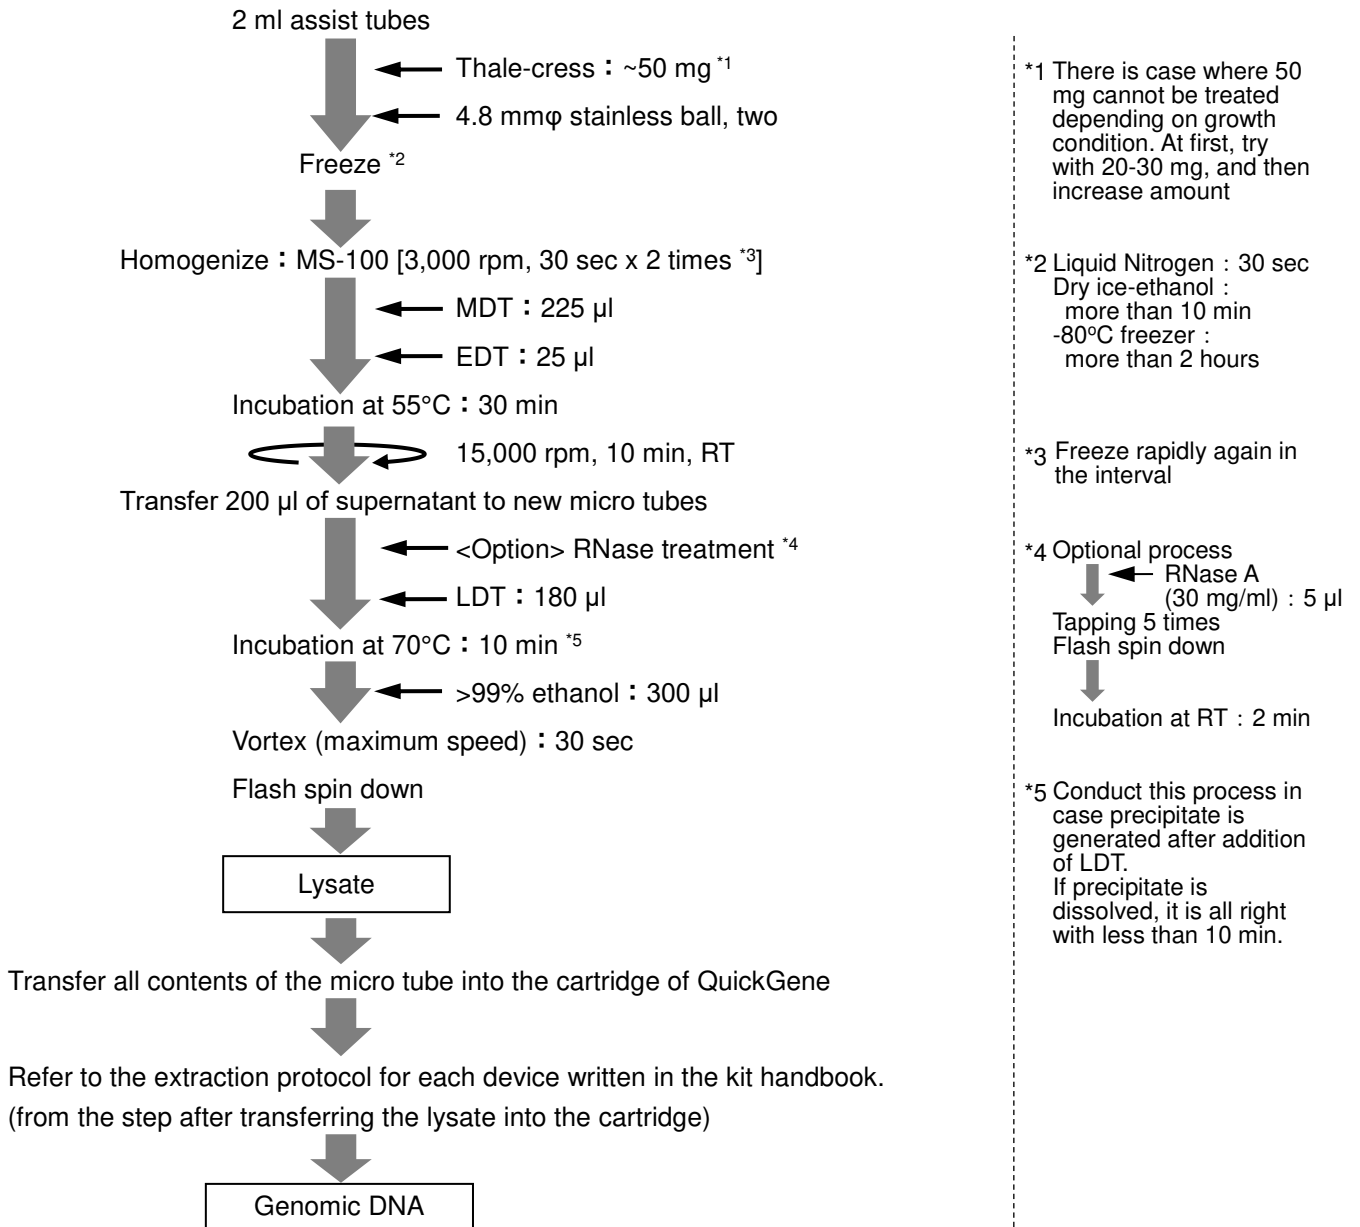 2 ml assist tubes
Thale-cress：~50 mg *1
4.8 mmφ stainless ball, two
Freeze *2
Homogenize：MS-100 [3,000 rpm, 30 sec x 2 times *3]
MDT：225 µl
EDT：25 µl
Incubation at 55°C：30 min
15,000 rpm, 10 min, RT
Transfer 200 µl of supernatant to new micro tubes
<Option> RNase treatment *4
LDT：180 µl
Incubation at 70°C：10 min *5
>99% ethanol：300 µl
Vortex (maximum speed)：30 sec
Flash spin down
Lysate
Transfer all contents of the micro tube into the cartridge of QuickGene
Refer to the extraction protocol for each device written in the kit handbook.
(from the step after transferring the lysate into the cartridge)
Genomic DNA
*1 There is case where 50
mg cannot be treated
depending on growth
condition. At first, try
with 20-30 mg, and then
increase amount
*2 Liquid Nitrogen：30 sec
Dry ice-ethanol：
more than 10 min
-80°C freezer：
more than 2 hours
*3 Freeze rapidly again in
the interval
*4 Optional process
RNase A
(30 mg/ml)：5 µl
Tapping 5 times
Flash spin down
Incubation at RT：2 min
*5 Conduct this process in
case precipitate is
generated after addition
of LDT.
If precipitate is
dissolved, it is all right
with less than 10 min.